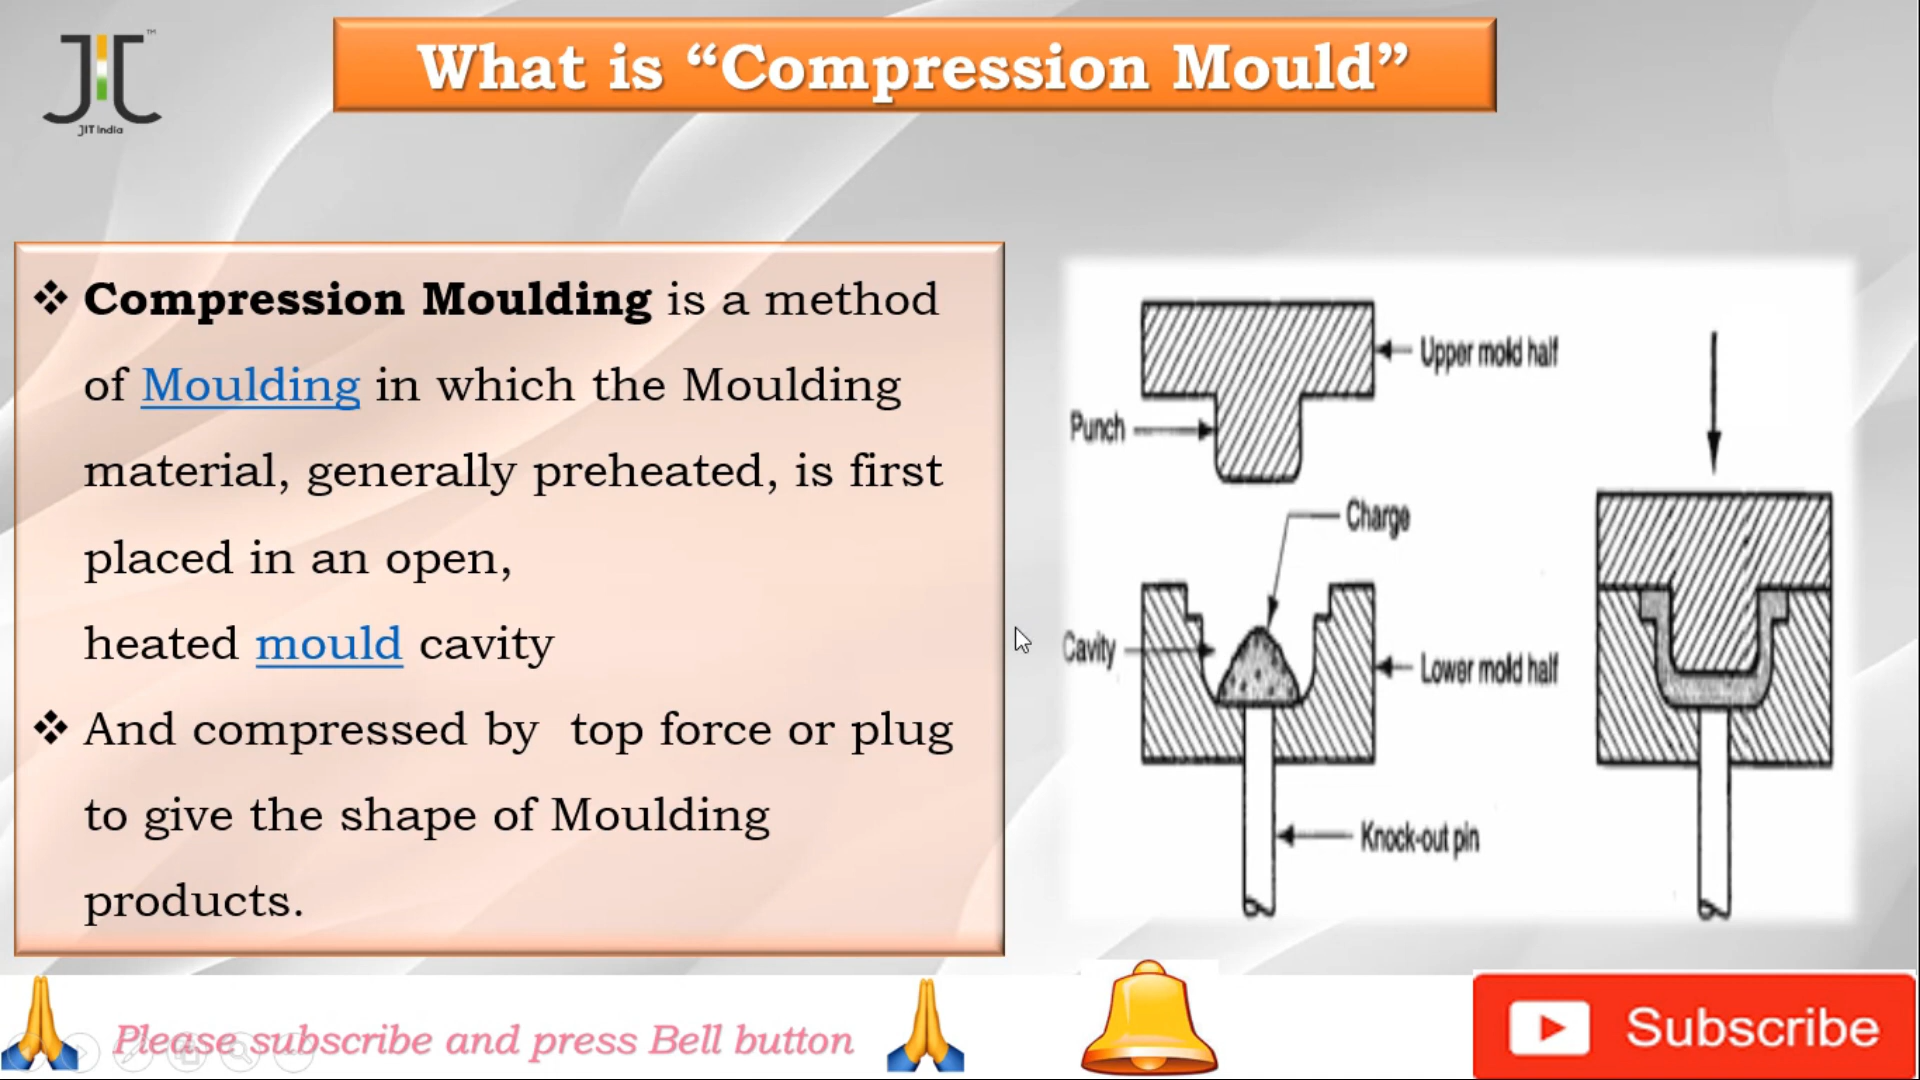 JIT India
TM
What is “Compression Mould”
❖ Compression Moulding is a method
of Moulding in which the Moulding
material, generally preheated, is first
placed in an open,
heated mould cavity
❖ And compressed by  top force or plug
to give the shape of Moulding
products.
Upper mold half
Punch
Charge
Cavity
Lower mold half
Knock-out pin
Please subscribe and press Bell button
Subscribe